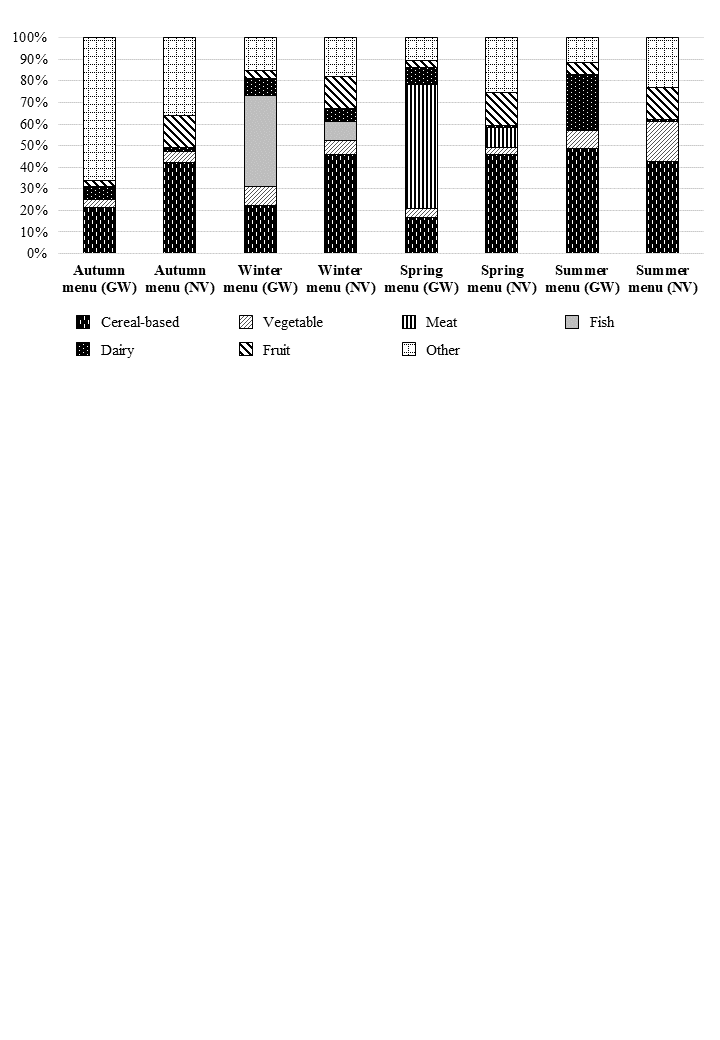 100%
90%
80%
70%
60%
50%
40%
30%
20%
10%
0%
Autumn menu (GW)
Autumn menu (NV)
Winter menu (GW)
Winter menu (NV)
Spring menu (GW)
Spring menu (NV)
Summer menu (GW)
Summer menu (NV)
Cereal-based Vegetable Meat Fish
Dairy Fruit Other